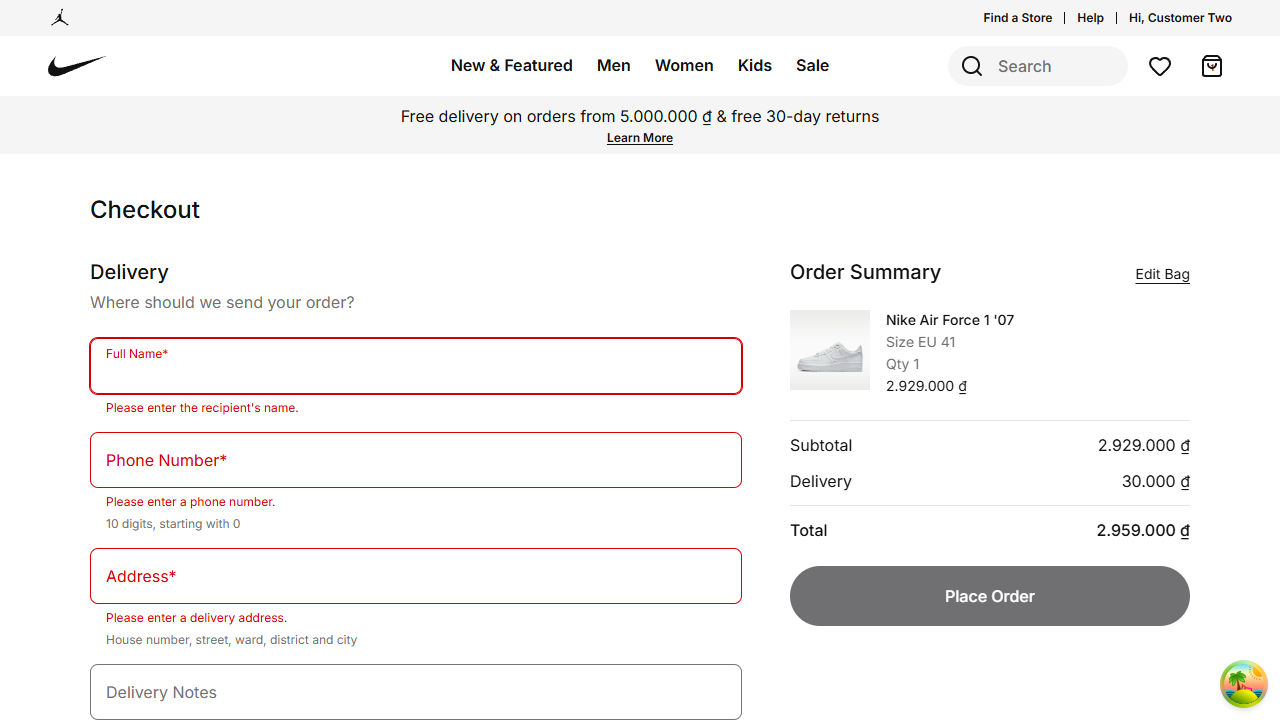 Find a Store
Help
Hi, Customer Two
New & Featured
Men
Women
Kids
Sale
Search
Free delivery on orders from 5.000.000 ₫ & free 30-day returns
Learn More
Checkout
Delivery
Where should we send your order?
Full Name*
Please enter the recipient's name.
Phone Number*
Please enter a phone number.
10 digits, starting with 0
Address*
Please enter a delivery address.
House number, street, ward, district and city
Delivery Notes
Order Summary
Edit Bag
Nike Air Force 1 '07
Size EU 41
Qty 1
2.929.000 ₫
Subtotal 2.929.000 ₫
Delivery 30.000 ₫
Total 2.959.000 ₫
Place Order